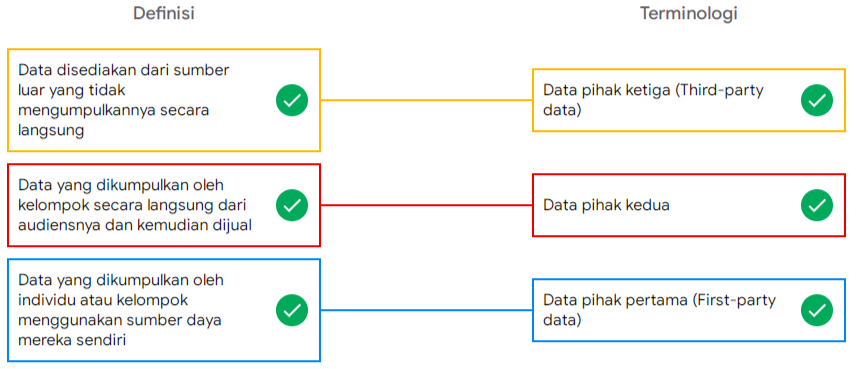 Definisi
Terminologi
Data disediakan dari sumber
luar yang tidak
mengumpulkannya secara
langsung
Data pihak ketiga (Third-party
data)
Data yang dikumpulkan oleh
kelompok secara langsung dari
audiensnya dan kemudian dijual
Data pihak kedua
Data yang dikumpulkan oleh
individu atau kelompok
menggunakan sumber daya
mereka sendiri
Data pihak pertama (First-party
data)